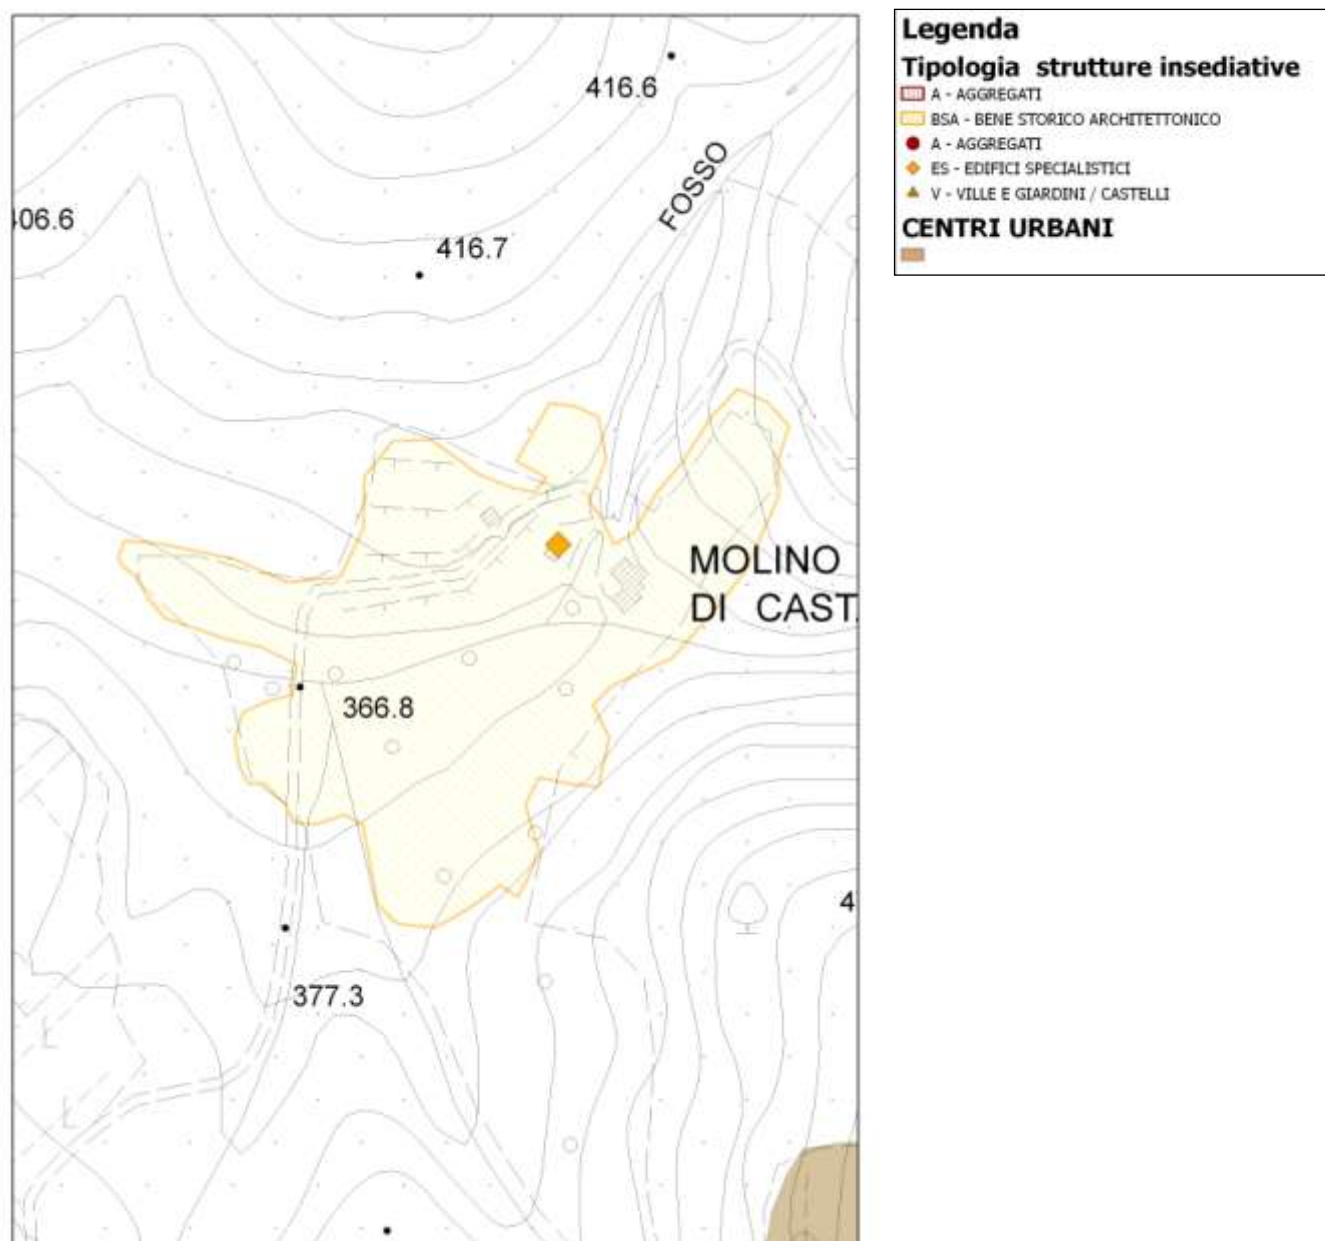 416.6
FOSSO
406.6
416.7
MOLINO
DI CAST.
366.8
4
377.3
Legenda
Tipologia strutture insediative
A - AGGREGATI
BSA - BENE STORICO ARCHITETTONICO
A - AGGREGATI
ES - EDIFICI SPECIALISTICI
V - VILLE E GIARDINI / CASTELLI
CENTRI URBANI